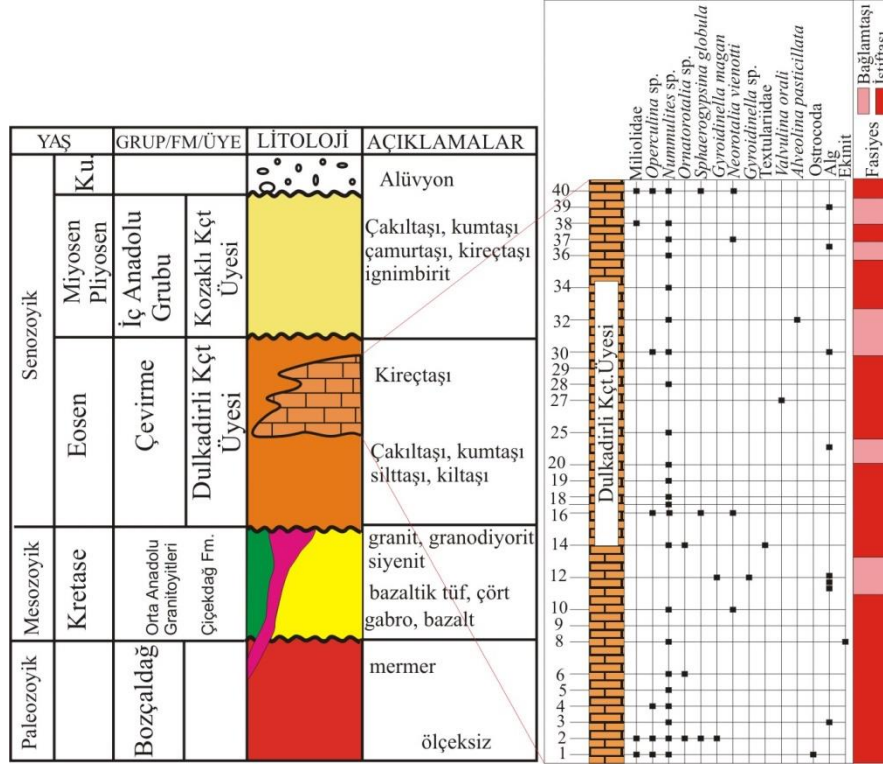 YAŞ GRUP/FM/ÜYE LİTOLOJİ AÇIKLAMALAR
Senozoyik
Ku.
Alüvyon
Miyosen
Pliyosen
İç Anadolu
Grubu
Kozaklı Kçt
Üyesi
Çakıltaşı, kumtaşı
çamurtaşı, kireçtaşı
ignimbirit
Eosen
Çevirme
Dulkadirli Kçt
Üyesi
Kireçtaşı
Çakıltaşı, kumtaşı
silttaşı, kiltaşı
Mesozoyik
Kretase
Orta Anadolu
Granitoyitleri
Çiçekdağ Fm.
granit, granodiyorit
siyenit
bazaltik tüf, çört
gabro, bazalt
Paleozoyik
Bozçaldağ
mermer
ölçeksiz
Miliolidae
Operculina sp.
Nummulites sp.
Ornatorotalia sp.
Sphaerogypsina globula
Gyroidinella magan
Neorotalia vienotti
Gyroidinella sp.
Textulariidae
Valvulina orali
Alveolina pasticillata
Ostrocoda
Alg
Ekinit
Fasiyes
Bağlamtaşı
İstiftaşı
40
39
38
37
36
34
32
30
29
28
27
25
20
19
18
16
14
12
10
9
8
6
5
4
3
2
1
Dulkadirli Kçt.Üyesi